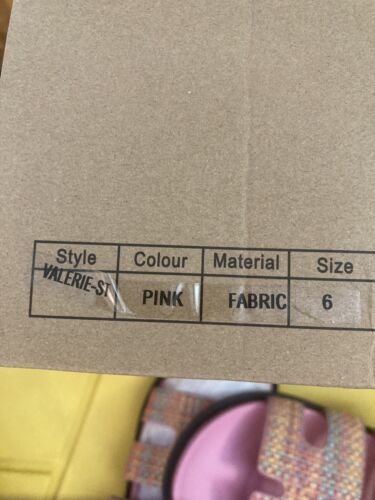 Style Colour Material Size
VALERIE-ST PINK FABRIC 6